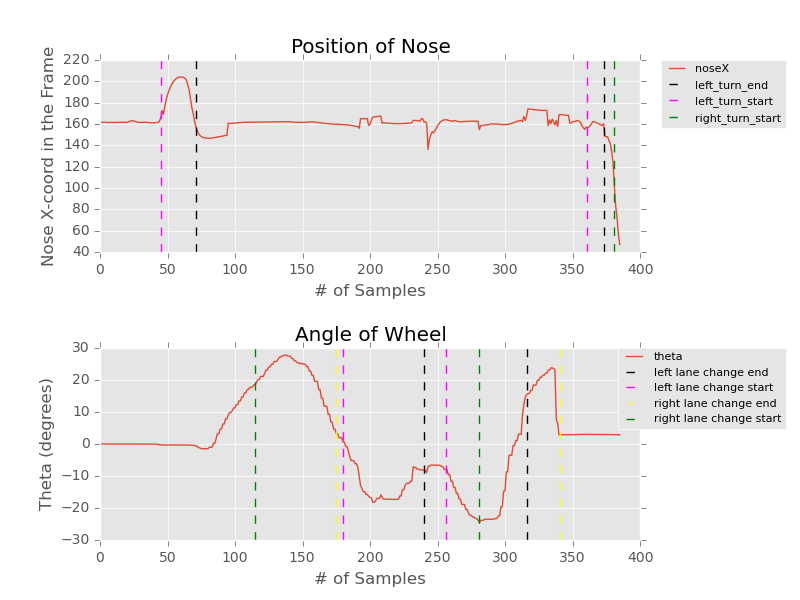 Position of Nose
Nose X-coord in the Frame
220
200
180
160
140
120
100
80
60
40
0 50 100 150 200 250 300 350 400
# of Samples
noseX
left_turn_end
left_turn_start
right_turn_start
Angle of Wheel
Theta (degrees)
30
20
10
0
−10
−20
−30
0 50 100 150 200 250 300 350 400
# of Samples
theta
left lane change end
left lane change start
right lane change end
right lane change start